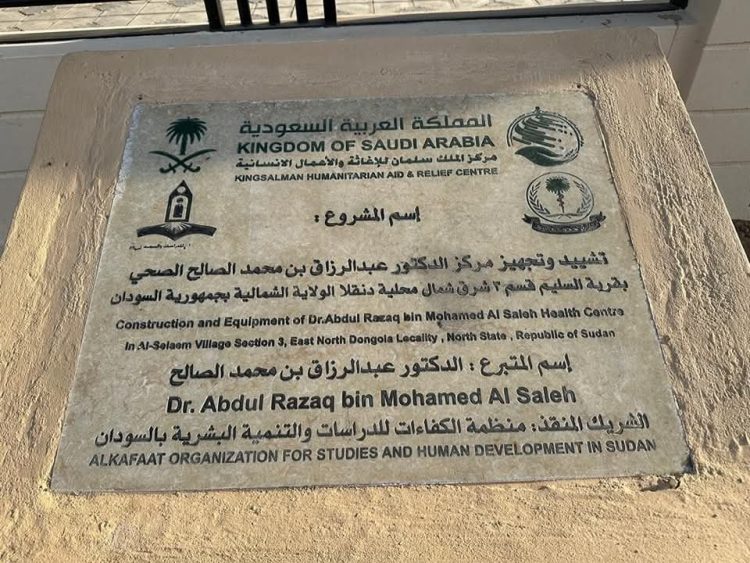 المملكة العربية السعودية
KINGDOM OF SAUDI ARABIA
مركز الملك سلمان للإغاثة والأعمال الانسانية
KINGSALMAN HUMANITARIAN AID & RELIEF CENTRE
إسم المشروع :
تشييد وتجهيز مركز الدكتور عبدالرزاق بن محمد الصالح الصحي
بقرية السليم قسم ٣ شرق شمال محلية دنقلا الولاية الشمالية بجمهورية السودان
Construction and Equipment of Dr.Abdul Razaq bin Mohamed Al Saleh Health Centre
In Al-Selaem Village Section 3, East North Dongola Lecality , North State , Republic of Sudan
إسم المتبرع : الدكتور عبدالرزاق بن محمد الصالح
Dr. Abdul Razaq bin Mohamed Al Saleh
الشريك المنقذ: منظمة الكفاءات للدراسات والتنمية البشرية بالسودان
ALKAFAAT ORGANIZATION FOR STUDIES AND HUMAN DEVELOPMENT IN SUDAN